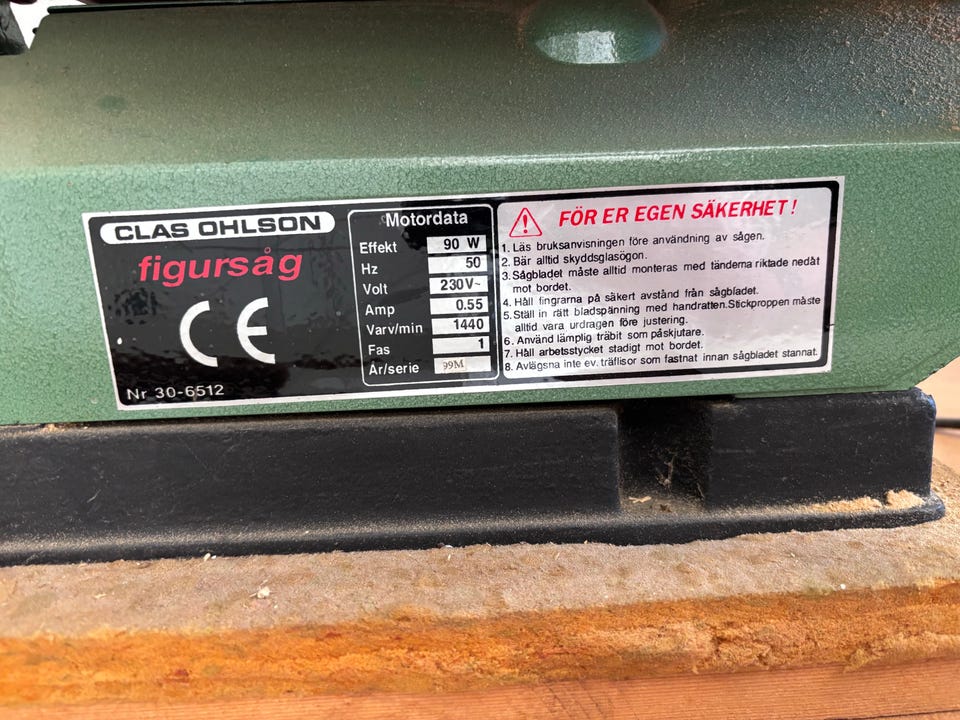 CLAS OHLSON
figursåg
CE
Nr 30-6512
Motordata
Effekt 90 W
Hz 50
Volt 230V~
Amp 0.55
Varv/min 1440
Fas 1
År/serie 99M
FÖR ER EGEN SÄKERHET!
1. Läs bruksanvisningen före användning av sågen.
2. Bär alltid skyddsglasögon.
3. Sågbladet måste alltid monteras med tänderna riktade nedåt
mot bordet.
4. Håll fingrarna på säkert avstånd från sågbladet.
5. Ställ in rätt bladspänning med handratten.Stickproppen måste
alltid vara urdragen före justering.
6. Använd lämplig träbit som påskjutare.
7. Håll arbetsstycket stadigt mot bordet.
8. Avlägsna inte ev. träflisor som fastnat innan sågbladet stannat.